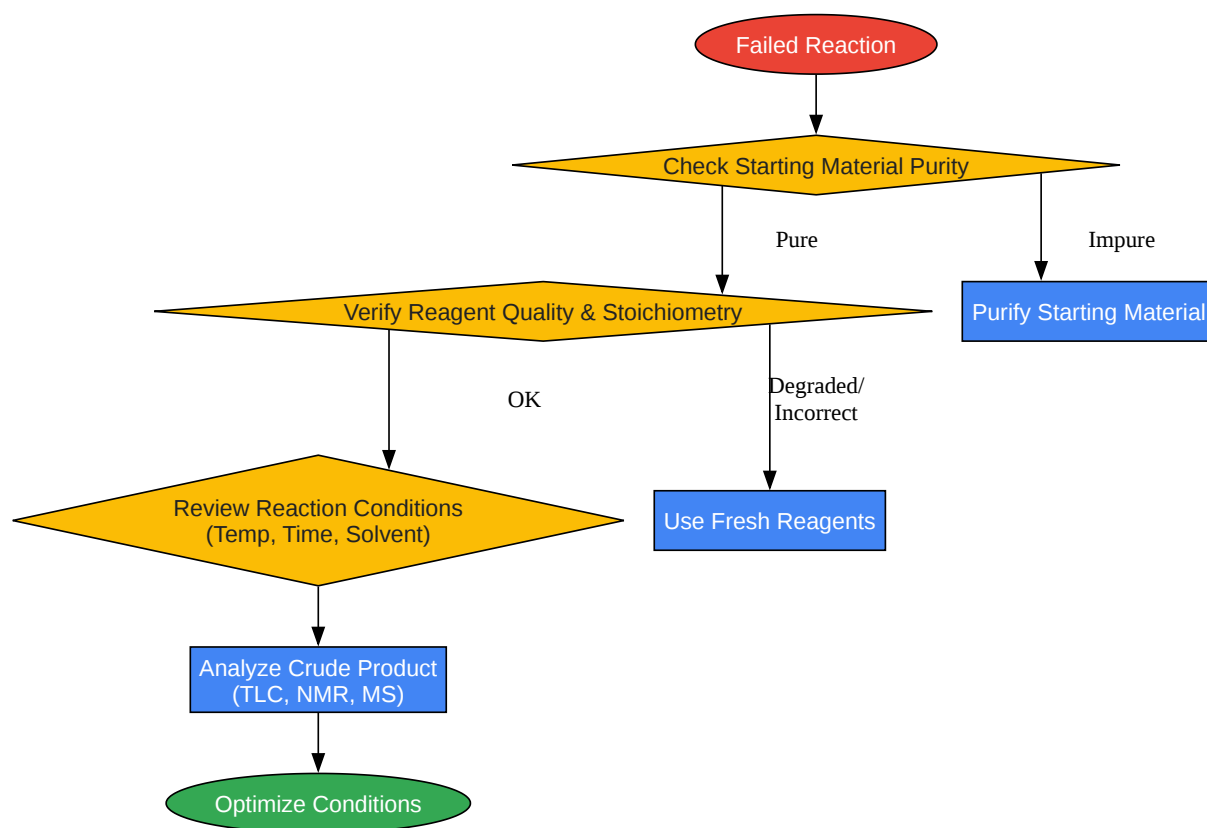 Failed Reaction
Check Starting Material Purity
Pure
Impure
Verify Reagent Quality & Stoichiometry
Purify Starting Material
OK
Degraded/
Incorrect
Review Reaction Conditions
(Temp, Time, Solvent)
Use Fresh Reagents
Analyze Crude Product
(TLC, NMR, MS)
Optimize Conditions